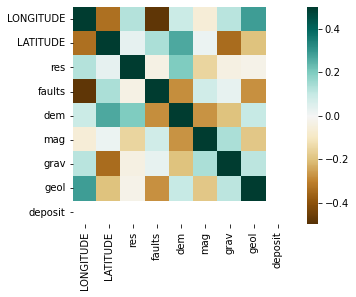 LONGITUDE
LATITUDE
res
faults
dem
mag
grav
geol
deposit
LONGITUDE
LATITUDE
res
faults
dem
mag
grav
geol
deposit
0.4
0.2
0.0
−0.2
−0.4